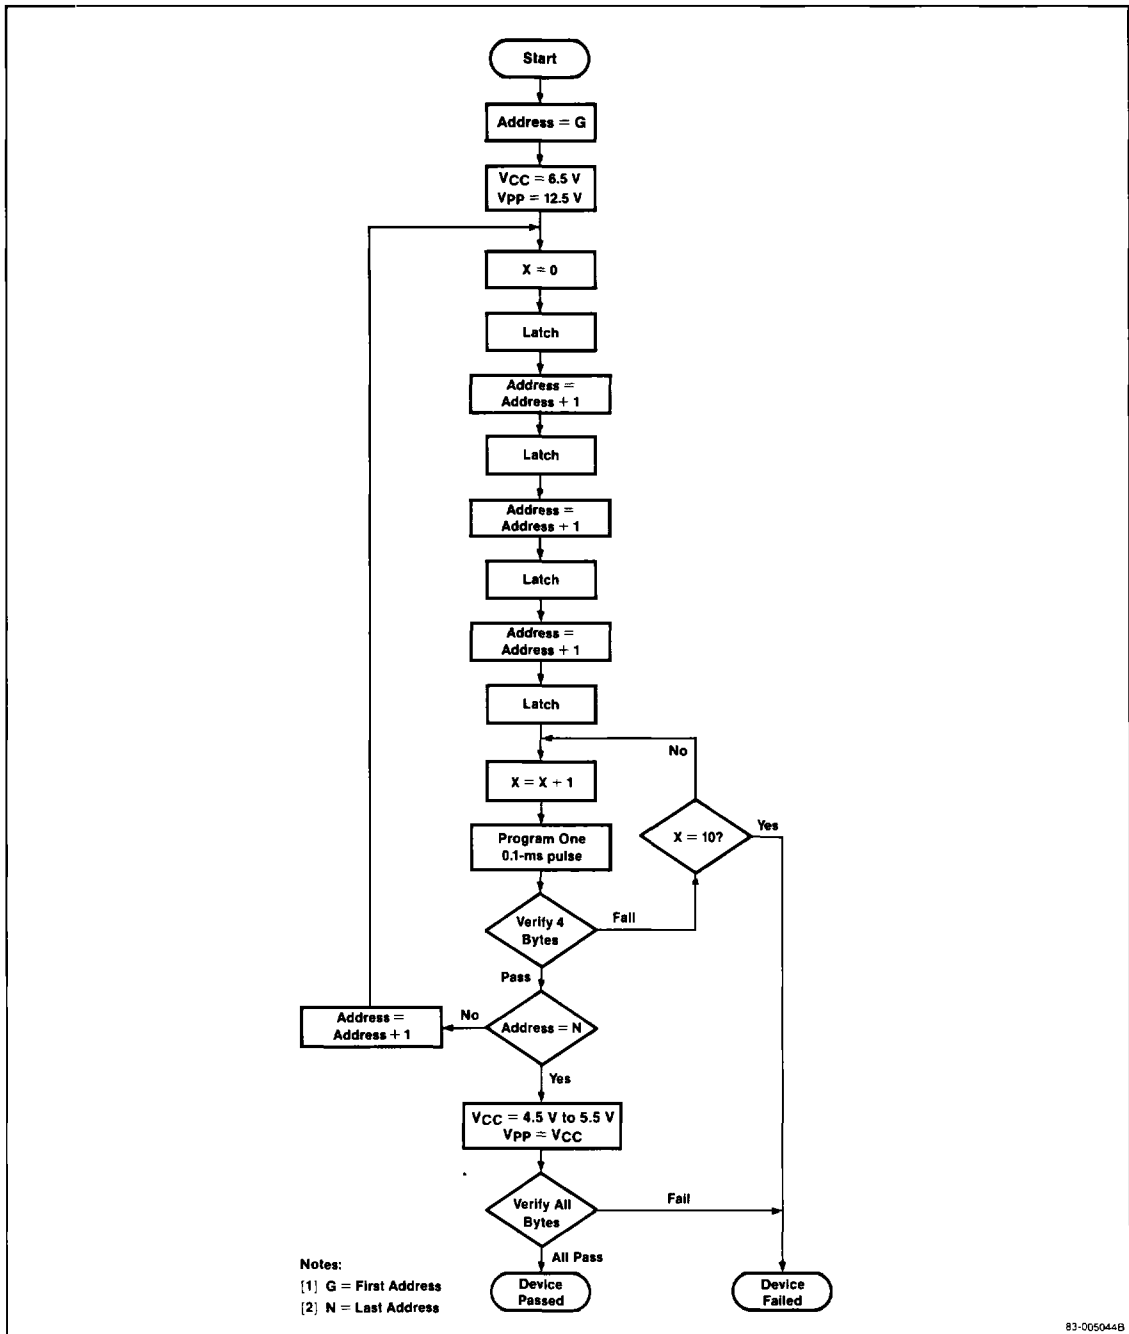 Start
Address = G
VCC = 6.5 V
VPP = 12.5 V
X = 0
Latch
Address =
Address + 1
Latch
Address =
Address + 1
Latch
Address =
Address + 1
Latch
No
X = X + 1
X = 10?
Yes
Program One
0.1-ms pulse
Verify 4
Bytes
Fail
Pass
Address =
Address + 1
No
Address = N
Yes
VCC = 4.5 V to 5.5 V
VPP = VCC
Verify All
Bytes
Fail
All Pass
Device
Passed
Device
Failed
Notes:
[1] G = First Address
[2] N = Last Address
83-005044B